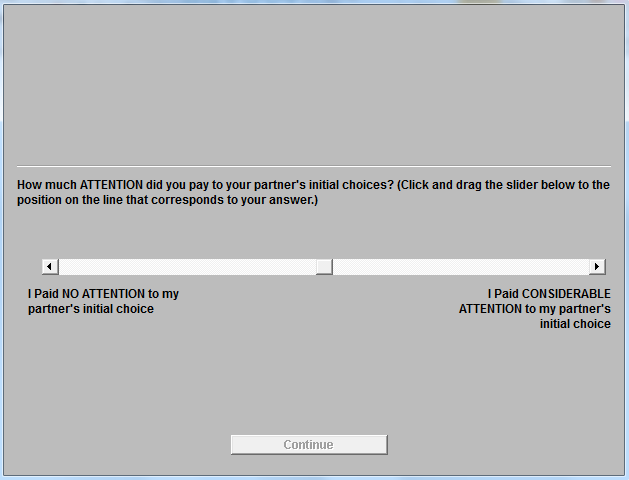 How much ATTENTION did you pay to your partner's initial choices? (Click and drag the slider below to the
position on the line that corresponds to your answer.)
I Paid NO ATTENTION to my
partner's initial choice
I Paid CONSIDERABLE
ATTENTION to my partner's
initial choice
Continue